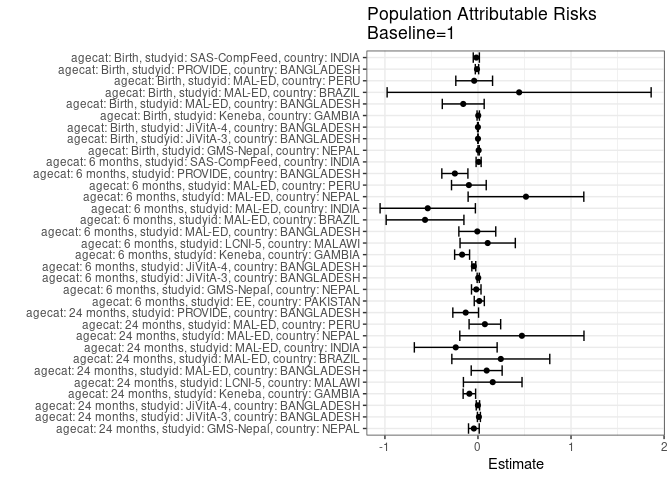 Population Attributable Risks
Baseline=1
agecat: Birth, studyid: SAS-CompFeed, country: INDIA
agecat: Birth, studyid: PROVIDE, country: BANGLADESH
agecat: Birth, studyid: MAL-ED, country: PERU
agecat: Birth, studyid: MAL-ED, country: BRAZIL
agecat: Birth, studyid: MAL-ED, country: BANGLADESH
agecat: Birth, studyid: Keneba, country: GAMBIA
agecat: Birth, studyid: JiVitA-4, country: BANGLADESH
agecat: Birth, studyid: JiVitA-3, country: BANGLADESH
agecat: Birth, studyid: GMS-Nepal, country: NEPAL
agecat: 6 months, studyid: SAS-CompFeed, country: INDIA
agecat: 6 months, studyid: PROVIDE, country: BANGLADESH
agecat: 6 months, studyid: MAL-ED, country: PERU
agecat: 6 months, studyid: MAL-ED, country: NEPAL
agecat: 6 months, studyid: MAL-ED, country: INDIA
agecat: 6 months, studyid: MAL-ED, country: BRAZIL
agecat: 6 months, studyid: MAL-ED, country: BANGLADESH
agecat: 6 months, studyid: LCNI-5, country: MALAWI
agecat: 6 months, studyid: Keneba, country: GAMBIA
agecat: 6 months, studyid: JiVitA-4, country: BANGLADESH
agecat: 6 months, studyid: JiVitA-3, country: BANGLADESH
agecat: 6 months, studyid: GMS-Nepal, country: NEPAL
agecat: 6 months, studyid: EE, country: PAKISTAN
agecat: 24 months, studyid: PROVIDE, country: BANGLADESH
agecat: 24 months, studyid: MAL-ED, country: PERU
agecat: 24 months, studyid: MAL-ED, country: NEPAL
agecat: 24 months, studyid: MAL-ED, country: INDIA
agecat: 24 months, studyid: MAL-ED, country: BRAZIL
agecat: 24 months, studyid: MAL-ED, country: BANGLADESH
agecat: 24 months, studyid: LCNI-5, country: MALAWI
agecat: 24 months, studyid: Keneba, country: GAMBIA
agecat: 24 months, studyid: JiVitA-4, country: BANGLADESH
agecat: 24 months, studyid: JiVitA-3, country: BANGLADESH
agecat: 24 months, studyid: GMS-Nepal, country: NEPAL
-1 0 1 2
Estimate